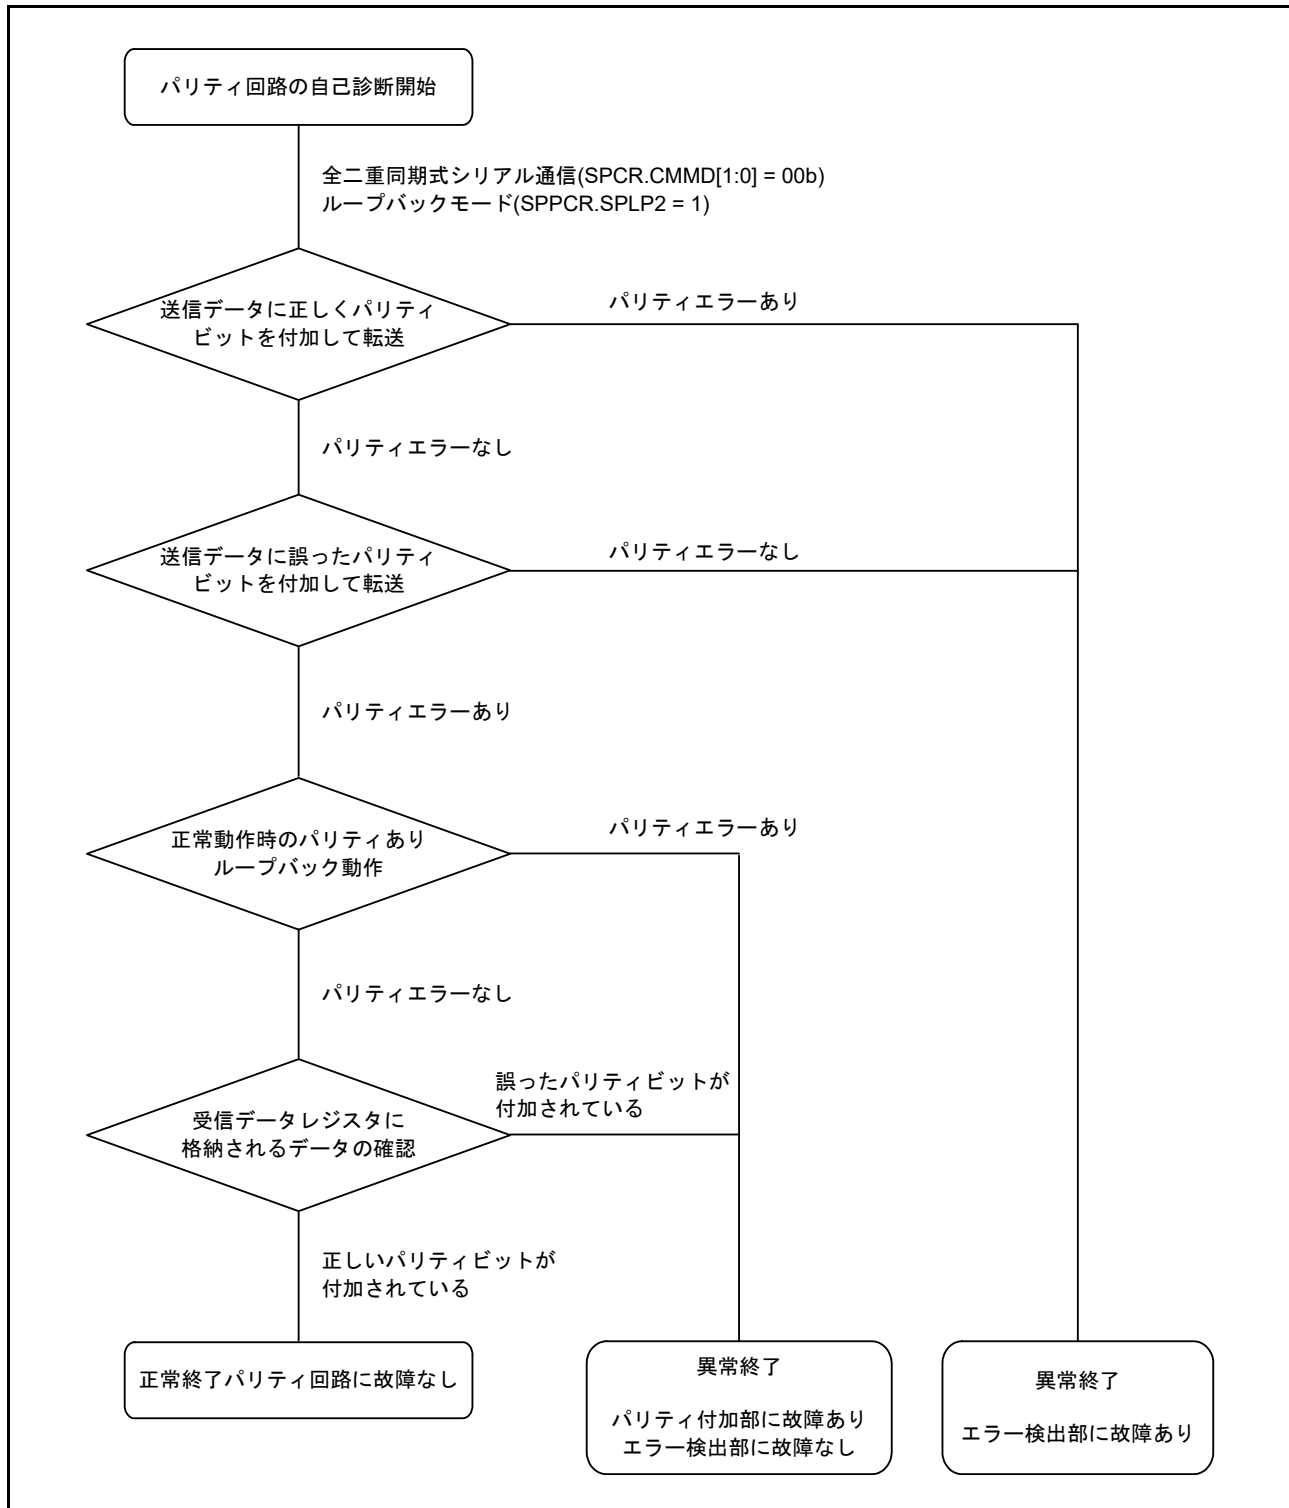 パリティ回路の自己診断開始
全二重同期式シリアル通信(SPCR.CMMD[1:0] = 00b)
ループバックモード(SPPCR.SPLP2 = 1)
送信データに正しくパリティ
ビットを付加して転送
パリティエラーあり
パリティエラーなし
送信データに誤ったパリティ
ビットを付加して転送
パリティエラーなし
パリティエラーあり
正常動作時のパリティあり
ループバック動作
パリティエラーあり
パリティエラーなし
受信データレジスタに
格納されるデータの確認
誤ったパリティビットが
付加されている
正しいパリティビットが
付加されている
正常終了パリティ回路に故障なし
異常終了
パリティ付加部に故障あり
エラー検出部に故障なし
異常終了
エラー検出部に故障あり